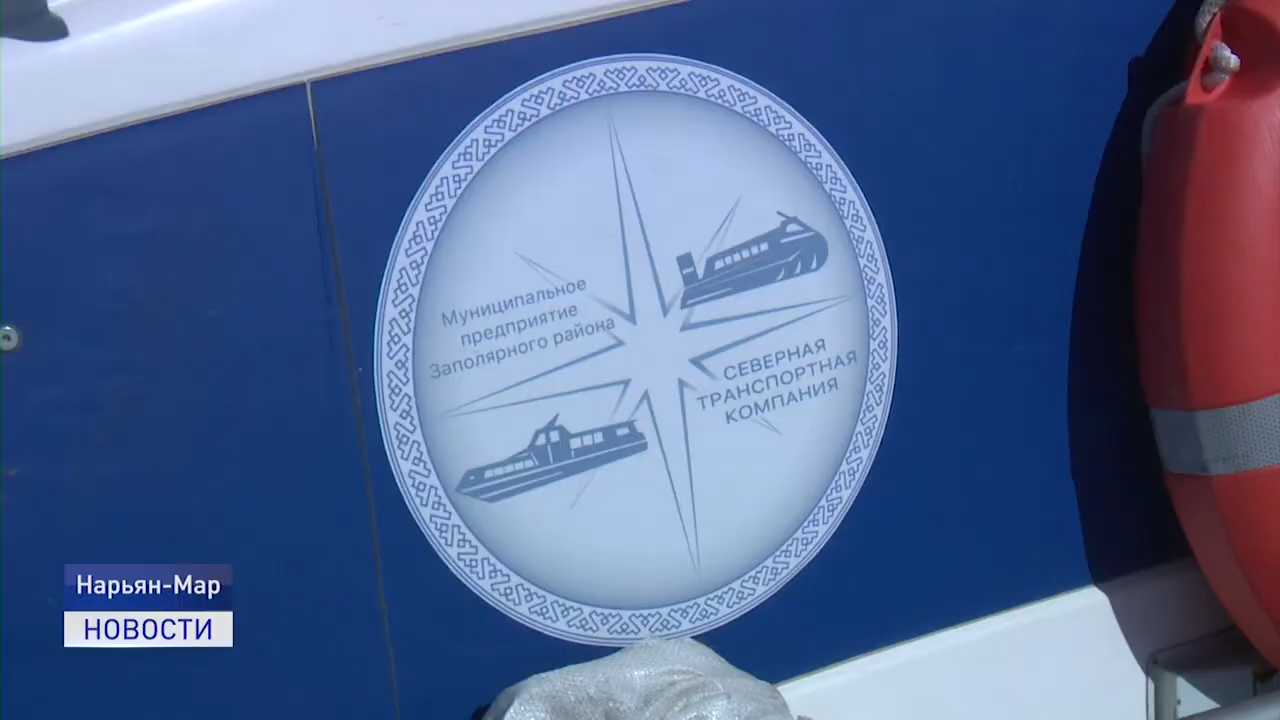 Муниципальное
предприятие
Заполярного района
СЕВЕРНАЯ
ТРАНСПОРТНАЯ
КОМПАНИЯ
Нарьян-Мар
НОВОСТИ